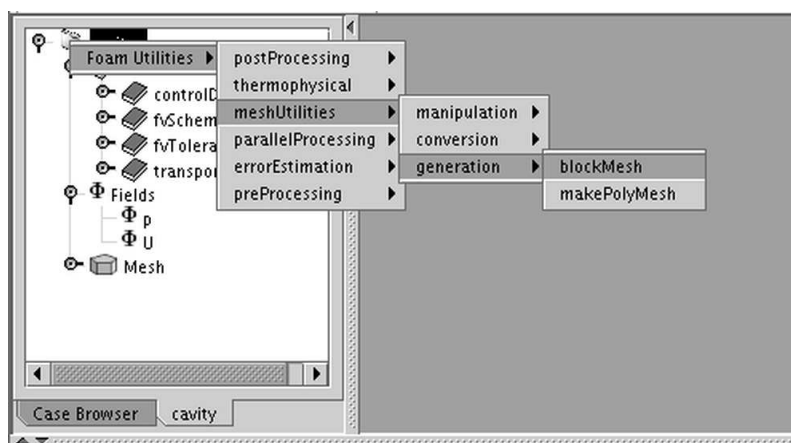 Foam Utilities
postProcessing
thermophysical
controlD
meshUtilities
manipulation
fvSchem
parallelProcessing
conversion
fvTolera
errorEstimation
generation
blockMesh
transpor
preProcessing
makePolyMesh
Φ Fields
Φ p
Φ U
Mesh
Case Browser
cavity